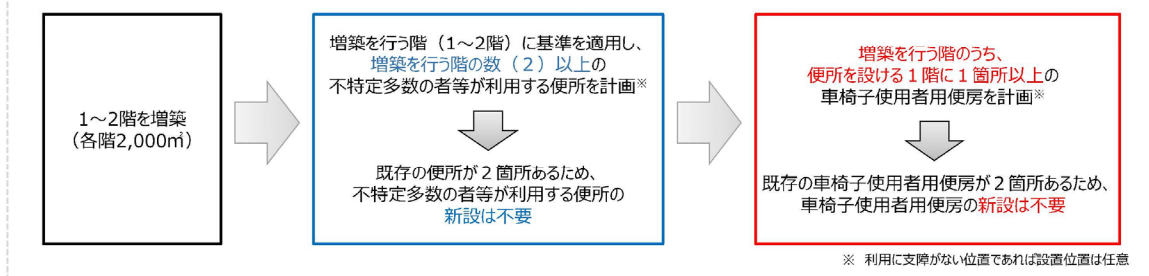 1～2階を増築
（各階2,000㎡）
増築を行う階（1～2階）に基準を適用し、
増築を行う階の数（2）以上の
不特定多数の者等が利用する便所を計画※
既存の便所が２箇所あるため、
不特定多数の者等が利用する便所の
新設は不要
増築を行う階のうち、
便所を設ける１階に１箇所以上の
車椅子使用者用便房を計画※
既存の車椅子使用者用便房が２箇所あるため、
車椅子使用者用便房の新設は不要
※　利用に支障がない位置であれば設置位置は任意